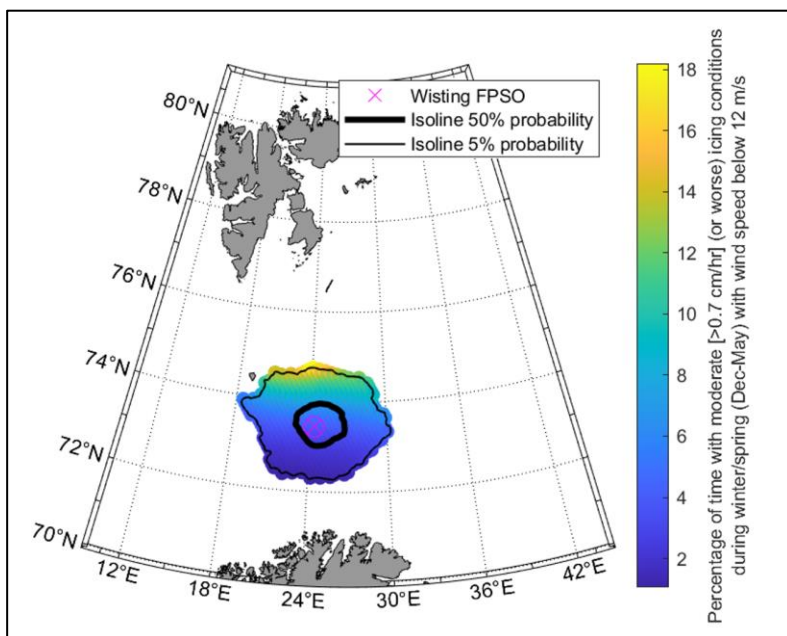 Wisting FPSO
Isoline 50% probability
Isoline 5% probability
80°N
78°N
76°N
74°N
72°N
70°N
12°E
18°E
24°E
30°E
36°E
42°E
18
16
14
12
10
8
6
4
2
Percentage of time with moderate [>0.7 cm/hr] (or worse) icing conditions
during winter/spring (Dec-May) with wind speed below 12 m/s